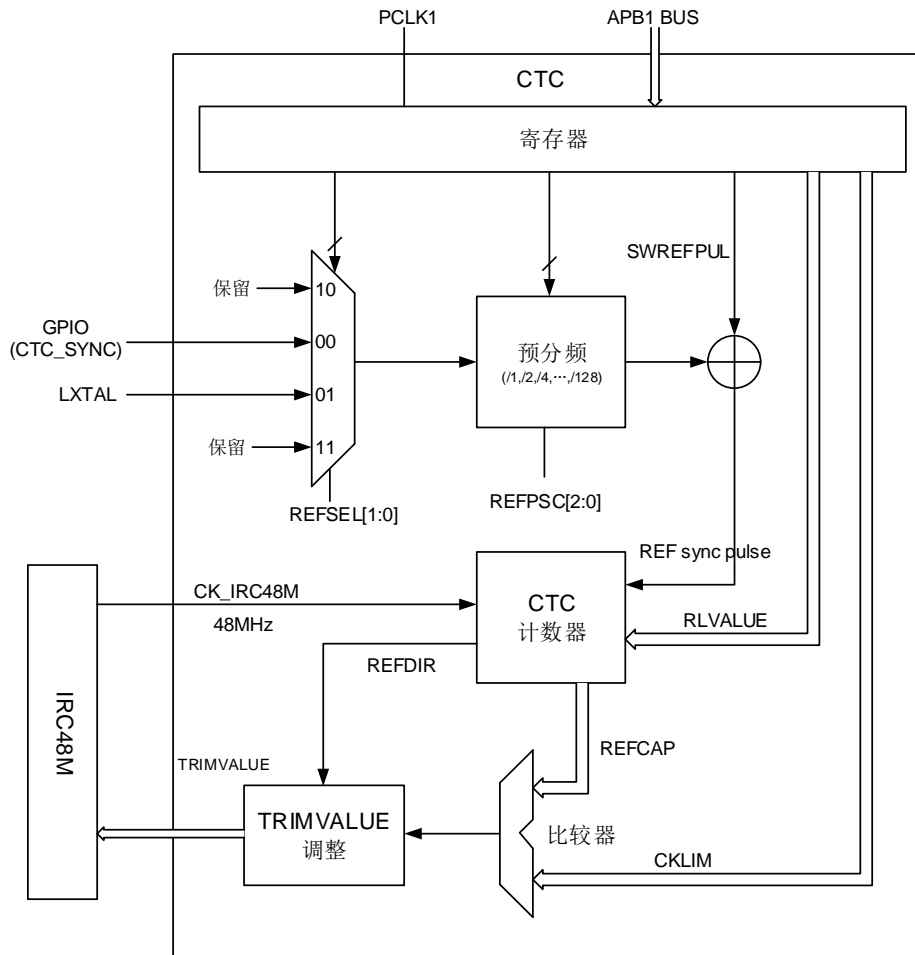 PCLK1
APB1 BUS
CTC
寄存器
SWREFPUL
保留
10
GPIO
(CTC_SYNC)
00
预分频
(/1,/2,/4,···,/128)
LXTAL
01
保留
11
REFSEL[1:0]
REFPSC[2:0]
REF sync pulse
CK_IRC48M
48MHz
CTC
计数器
RLVALUE
REFDIR
IRC48M
REFCAP
TRIMVALUE
TRIMVALUE
调整
比较器
CKLIM